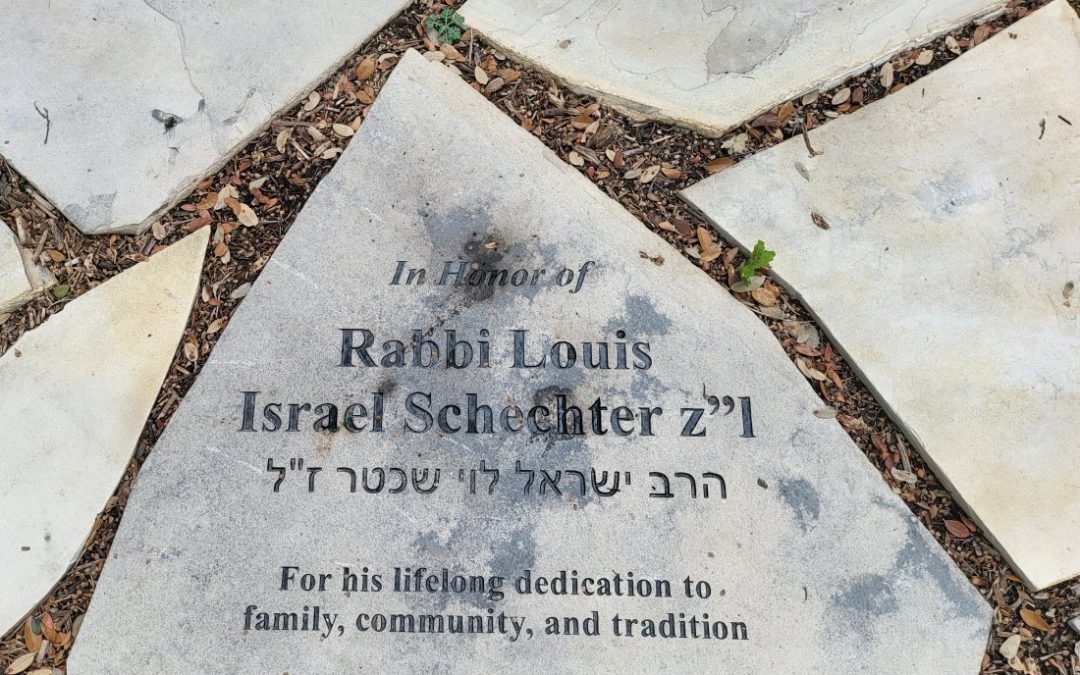 In Honor of
Rabbi Louis
Israel Schechter z”l
הרב ישראל לוי שכטר ז"ל
For his lifelong dedication to
family, community, and tradition